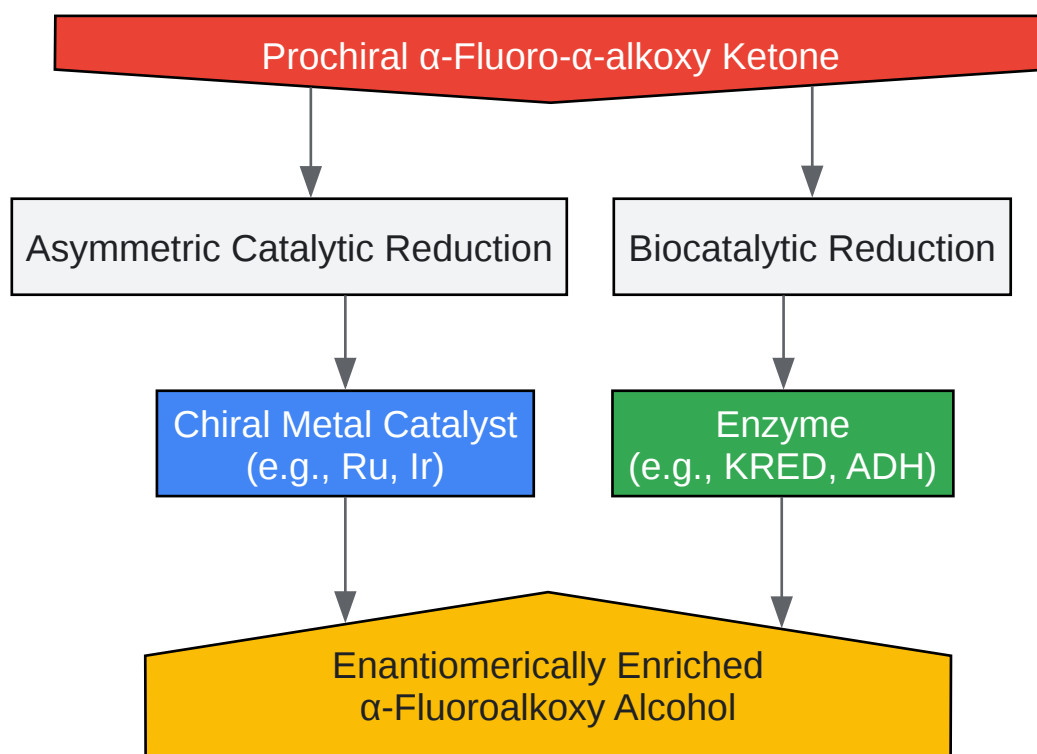 Prochiral α-Fluoro-α-alkoxy Ketone
Asymmetric Catalytic Reduction
Biocatalytic Reduction
Chiral Metal Catalyst
(e.g., Ru, Ir)
Enzyme
(e.g., KRED, ADH)
Enantiomerically Enriched
α-Fluoroalkoxy Alcohol